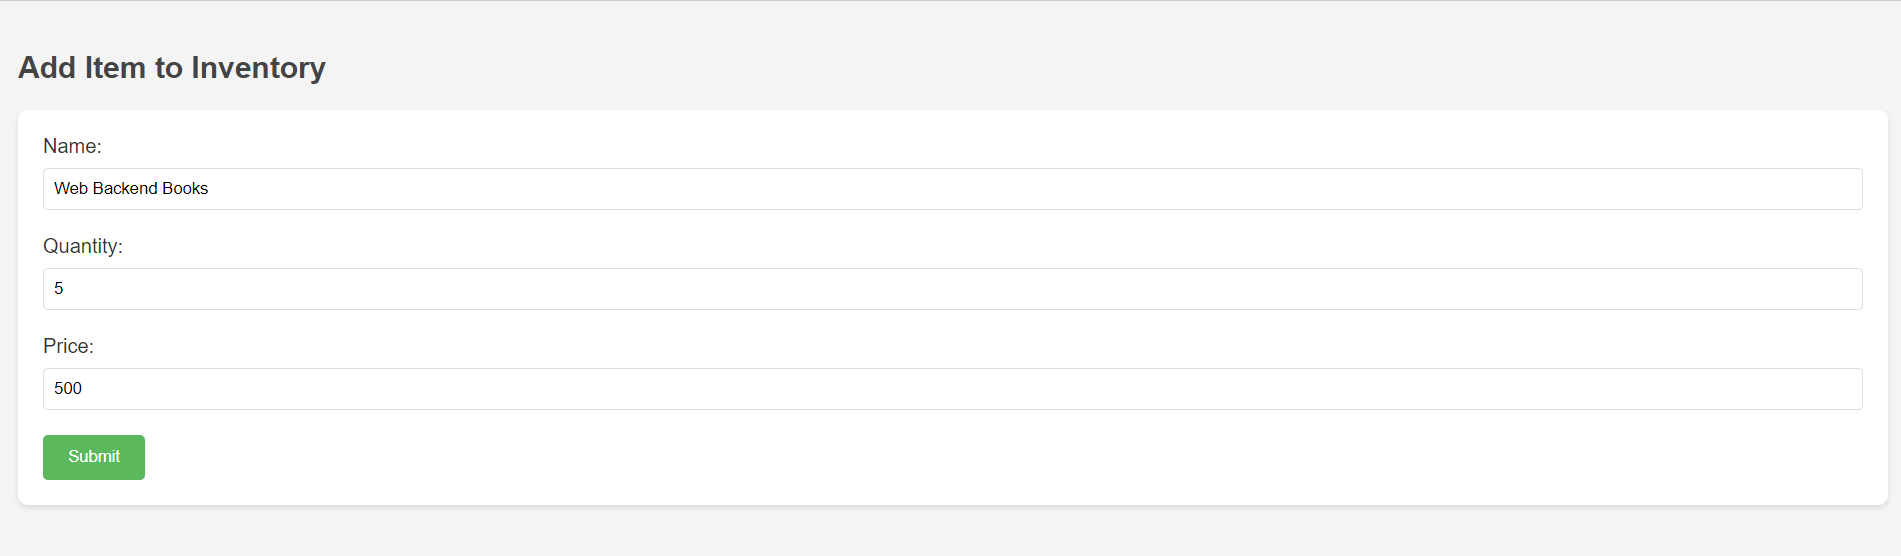 Add Item to Inventory
Name:
Web Backend Books
Quantity:
5
Price:
500
Submit